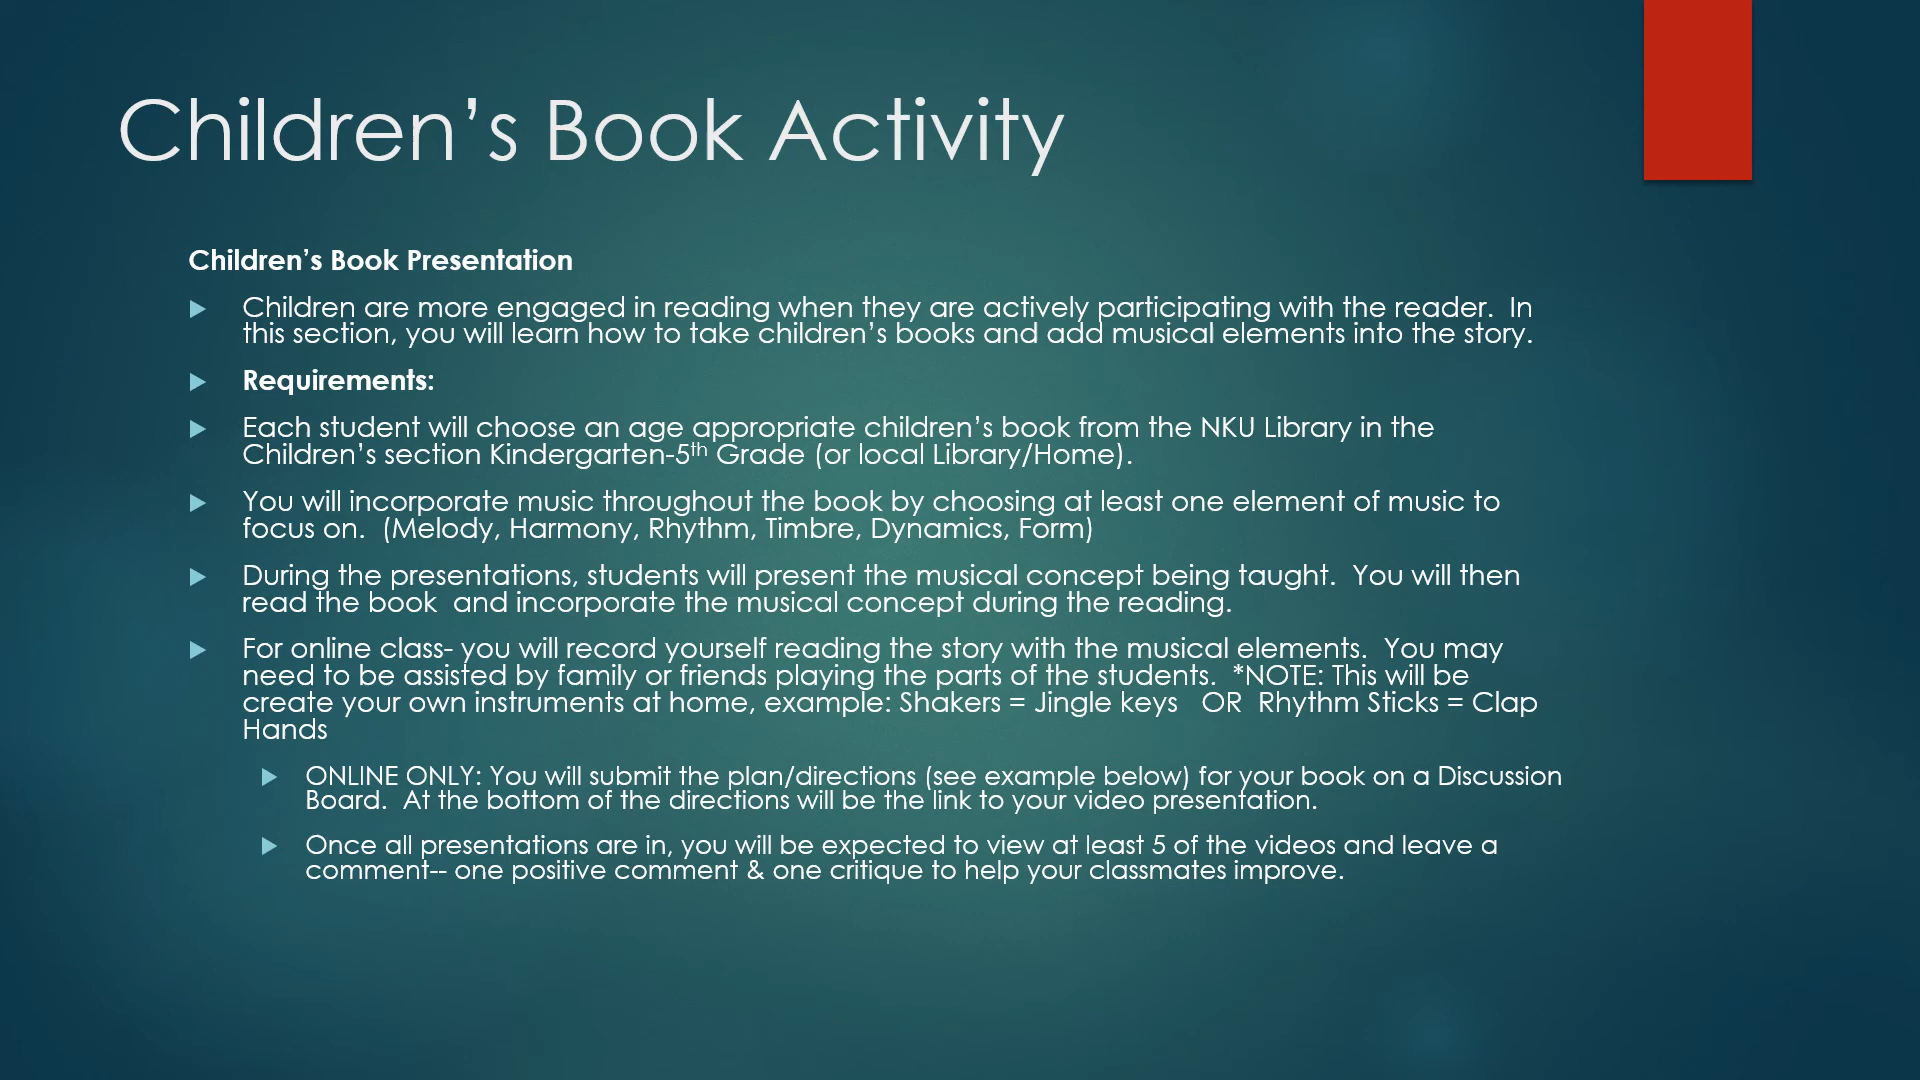 Children’s Book Activity
Children’s Book Presentation
Children are more engaged in reading when they are actively participating with the reader.  In
this section, you will learn how to take children’s books and add musical elements into the story.
Requirements:
Each student will choose an age appropriate children’s book from the NKU Library in the
Children’s section Kindergarten-5th Grade (or local Library/Home).
You will incorporate music throughout the book by choosing at least one element of music to
focus on.  (Melody, Harmony, Rhythm, Timbre, Dynamics, Form)
During the presentations, students will present the musical concept being taught.  You will then
read the book  and incorporate the musical concept during the reading.
For online class- you will record yourself reading the story with the musical elements.  You may
need to be assisted by family or friends playing the parts of the students.  *NOTE: This will be
create your own instruments at home, example: Shakers = Jingle keys   OR  Rhythm Sticks = Clap
Hands
ONLINE ONLY: You will submit the plan/directions (see example below) for your book on a Discussion
Board.  At the bottom of the directions will be the link to your video presentation.
Once all presentations are in, you will be expected to view at least 5 of the videos and leave a
comment-- one positive comment & one critique to help your classmates improve.